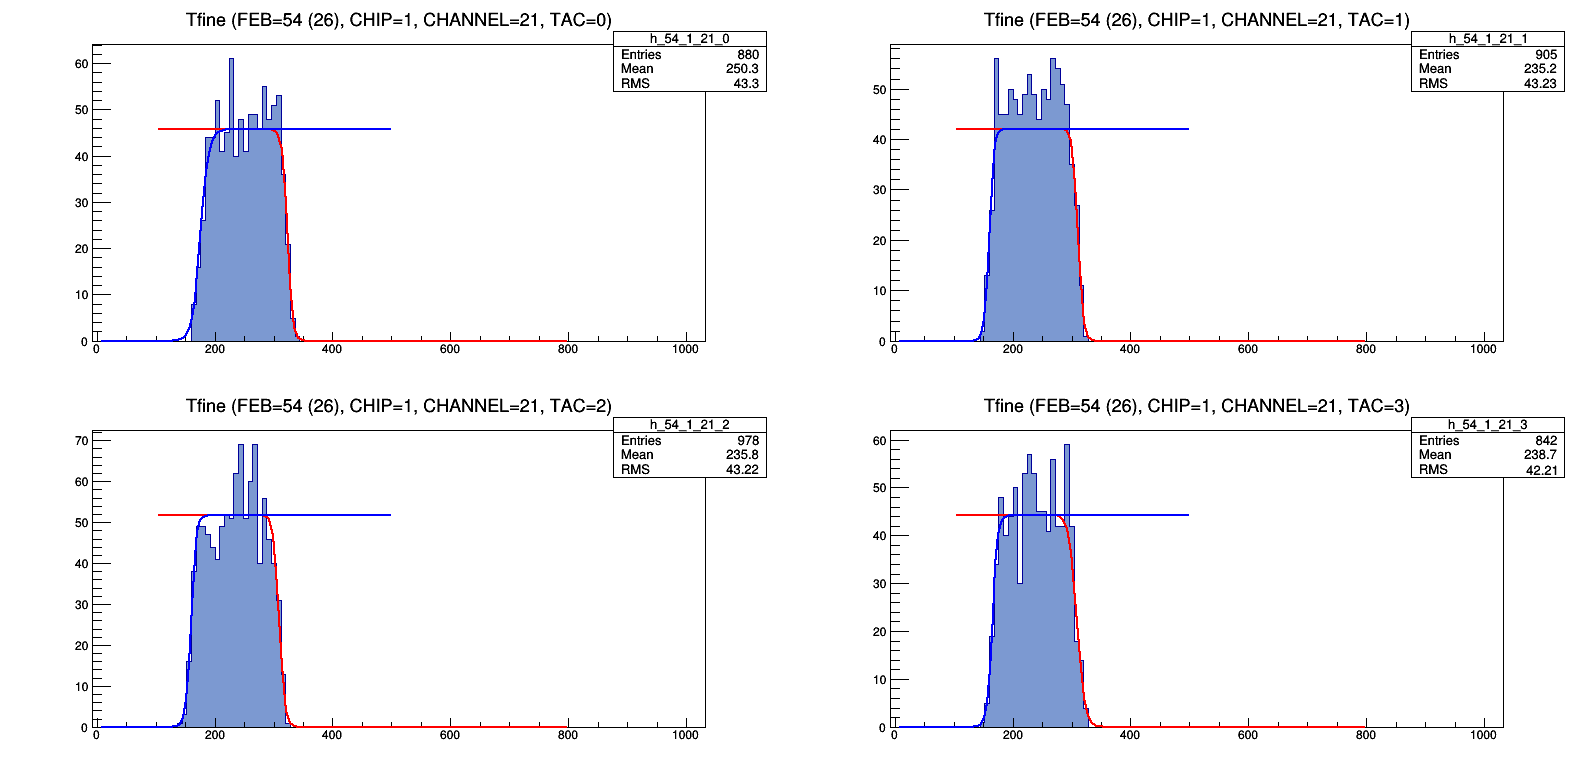 Tfine (FEB=54 (26), CHIP=1, CHANNEL=21, TAC=0)
h_54_1_21_0
Entries 880
Mean 250.3
RMS 43.3
60
50
40
30
20
10
0
0 200 400 600 800 1000
Tfine (FEB=54 (26), CHIP=1, CHANNEL=21, TAC=1)
h_54_1_21_1
Entries 905
Mean 235.2
RMS 43.23
50
40
30
20
10
0
0 200 400 600 800 1000
Tfine (FEB=54 (26), CHIP=1, CHANNEL=21, TAC=2)
h_54_1_21_2
Entries 978
Mean 235.8
RMS 43.22
70
60
50
40
30
20
10
0
0 200 400 600 800 1000
Tfine (FEB=54 (26), CHIP=1, CHANNEL=21, TAC=3)
h_54_1_21_3
Entries 842
Mean 238.7
RMS 42.21
60
50
40
30
20
10
0
0 200 400 600 800 1000